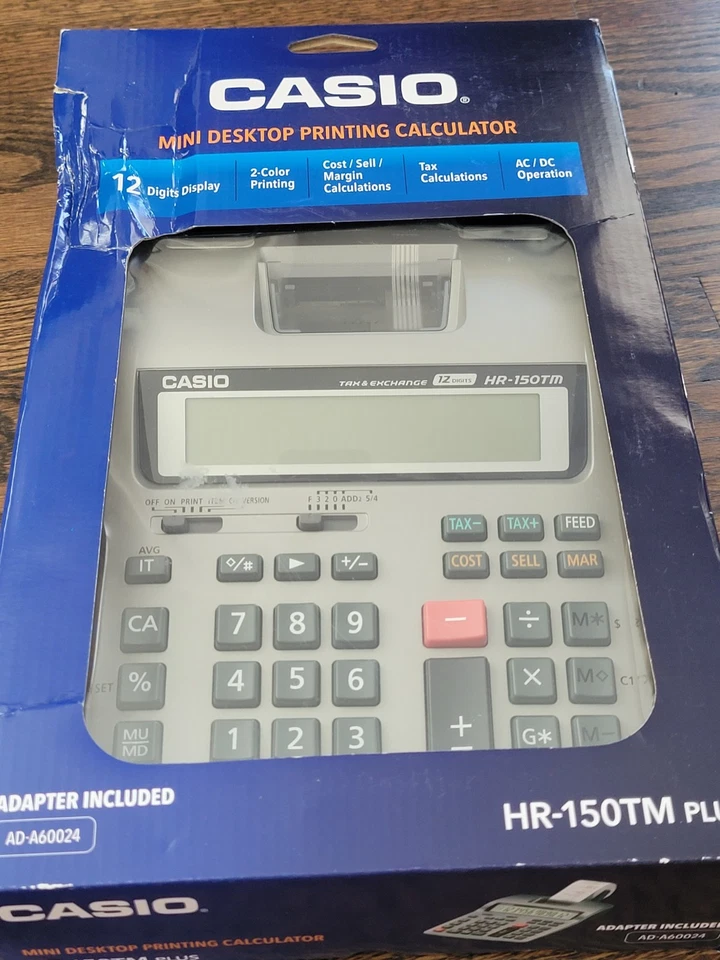 CASIO®
MINI DESKTOP PRINTING CALCULATOR
12 Digits Display
2-Color
Printing
Cost / Sell /
Margin
Calculations
Tax
Calculations
AC / DC
Operation
CASIO
TAX & EXCHANGE 12 DIGITS HR-150TM
OFF ON PRINT
F 3 2 0 ADD2 5/4
TAX- TAX+ FEED
AVG
IT ◇/# ▶ +/- COST SELL MAR
CA 7 8 9 - ÷ M* $
SET % 4 5 6 × M◇
MU
MD
1 2 3 + = G* M-
ADAPTER INCLUDED
AD-A60024
HR-150TM PLU
CASIO®
MINI DESKTOP PRINTING CALCULATOR
PLUS
ADAPTER INCLUDED
AD-A60024